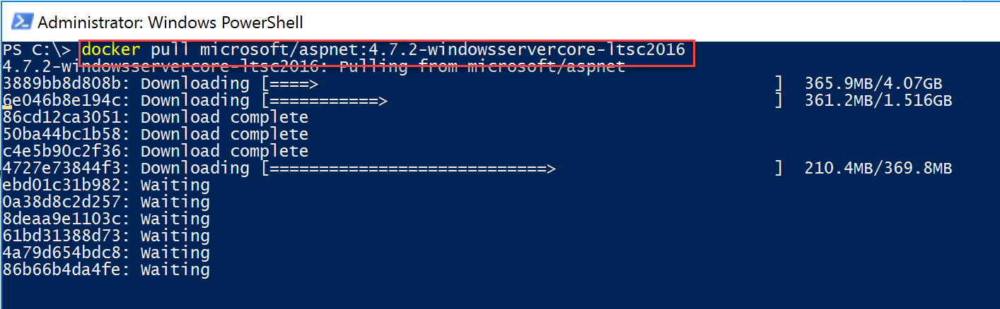 Administrator: Windows PowerShell
PS C:\> docker pull microsoft/aspnet:4.7.2-windowsservercore-ltsc2016
4.7.2-windowsservercore-ltsc2016: Pulling from microsoft/aspnet
3889bb8d808b: Downloading [====>                                              ]  365.9MB/4.07GB
6e046b8e194c: Downloading [===========>                                       ]  361.2MB/1.516GB
86cd12ca3051: Download complete
50ba44bc1b58: Download complete
c4e5b90c2f36: Download complete
4727e73844f3: Downloading [============================>                      ]  210.4MB/369.8MB
ebd01c31b982: Waiting
0a38d8c2d257: Waiting
8deaa9e1103c: Waiting
61bd31388d73: Waiting
4a79d654bdc8: Waiting
86b66b4da4fe: Waiting